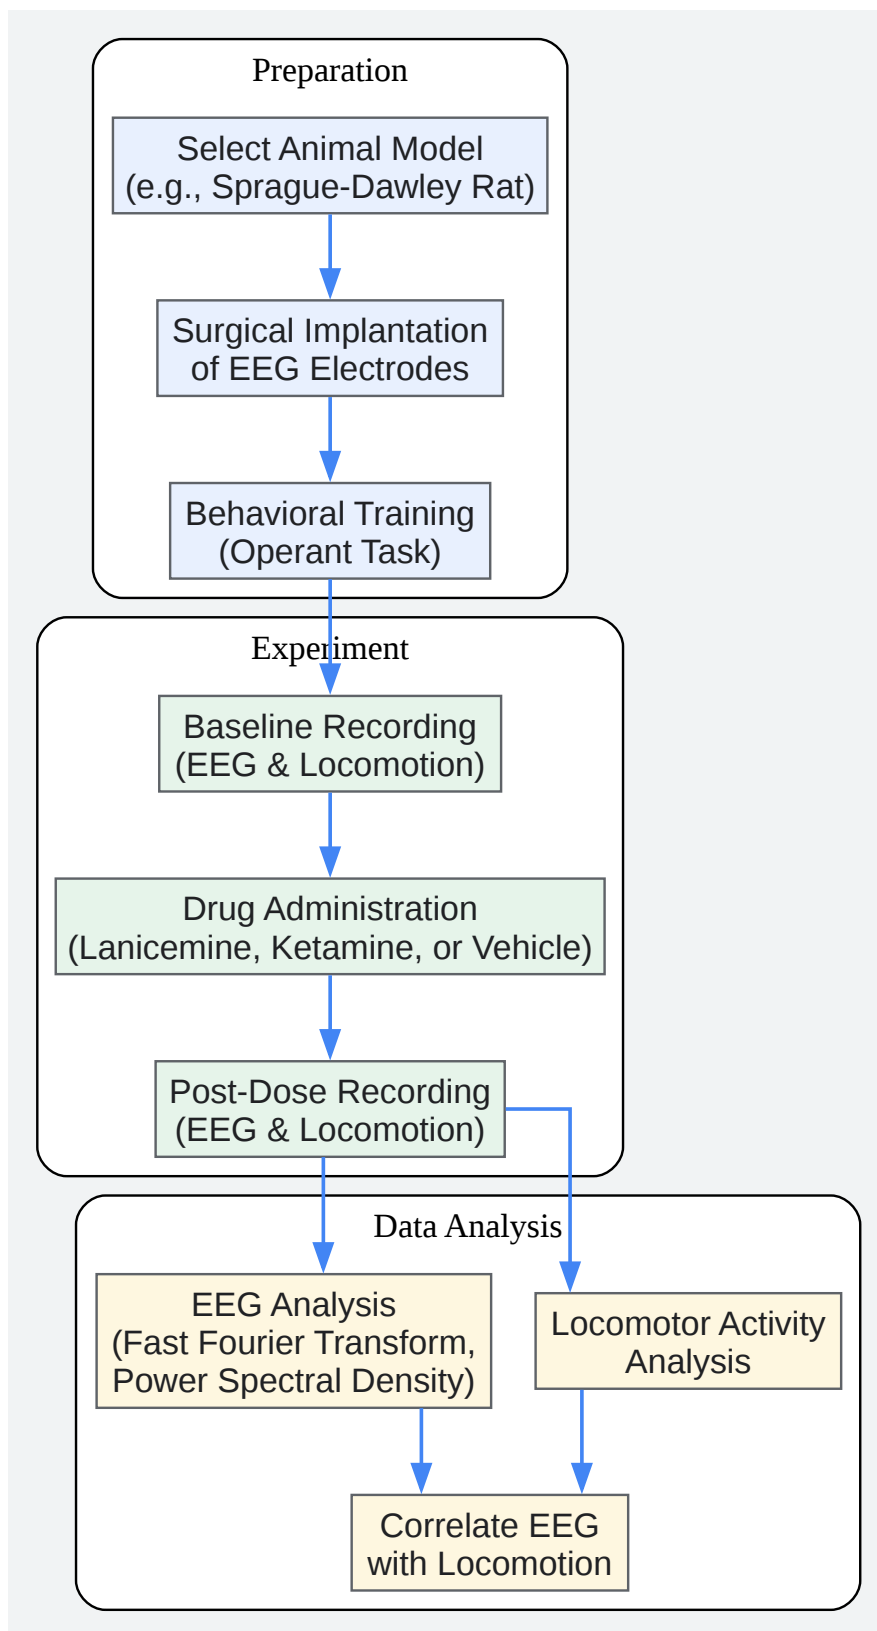 Preparation
Select Animal Model
(e.g., Sprague-Dawley Rat)
Surgical Implantation
of EEG Electrodes
Behavioral Training
(Operant Task)
Experiment
Baseline Recording
(EEG & Locomotion)
Drug Administration
(Lanicemine, Ketamine, or Vehicle)
Post-Dose Recording
(EEG & Locomotion)
Data Analysis
EEG Analysis
(Fast Fourier Transform,
Power Spectral Density)
Locomotor Activity
Analysis
Correlate EEG
with Locomotion